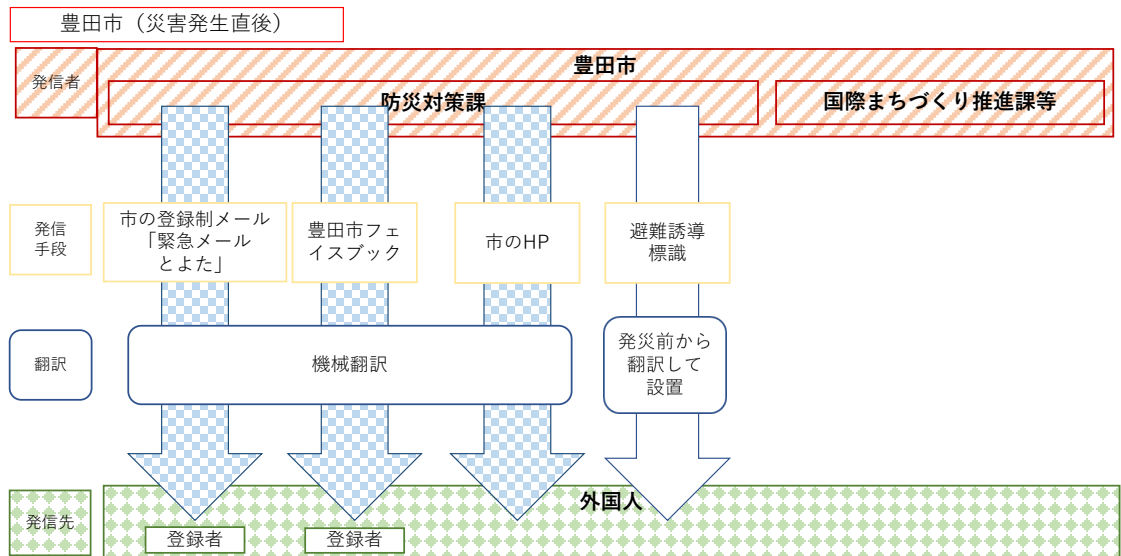 豊田市（災害発生直後）
発信者
豊田市
防災対策課
国際まちづくり推進課等
発信
手段
市の登録制メール
「緊急メール
とよた」
豊田市フェ
イスブック
市のHP
避難誘導
標識
翻訳
機械翻訳
発災前から
翻訳して
設置
発信先
外国人
登録者
登録者